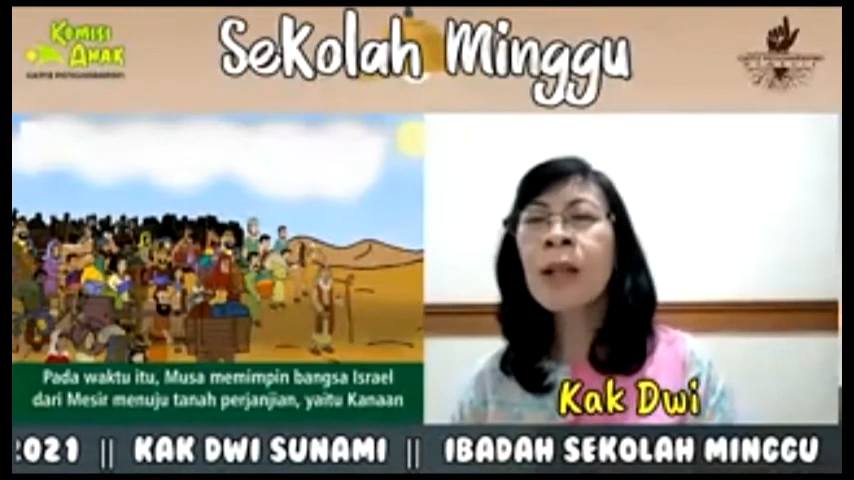 Komisi
Anak
Sekolah Minggu
Pada waktu itu, Musa memimpin bangsa Israel
dari Mesir menuju tanah perjanjian, yaitu Kanaan
Kak Dwi
2021 || KAK DWI SUNAMI || IBADAH SEKOLAH MINGGU